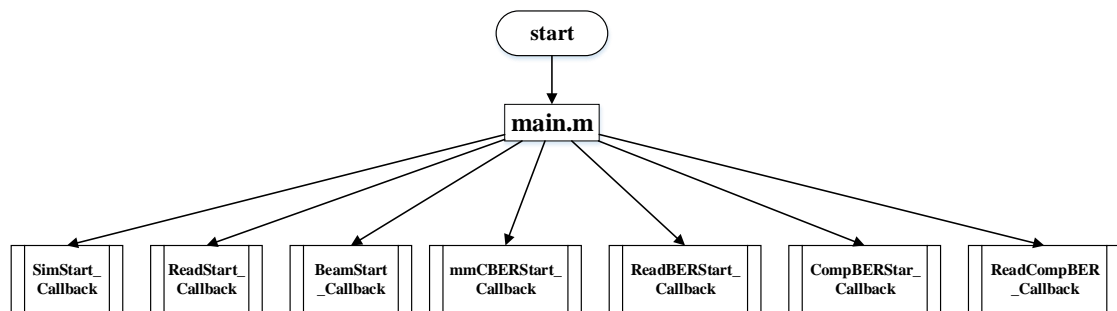 start
main.m
SimStart_
Callback
ReadStart_
Callback
BeamStart
_Callback
mmCBERStart_
Callback
ReadBERStart_
Callback
CompBERStar_
Callback
ReadCompBER
_Callback